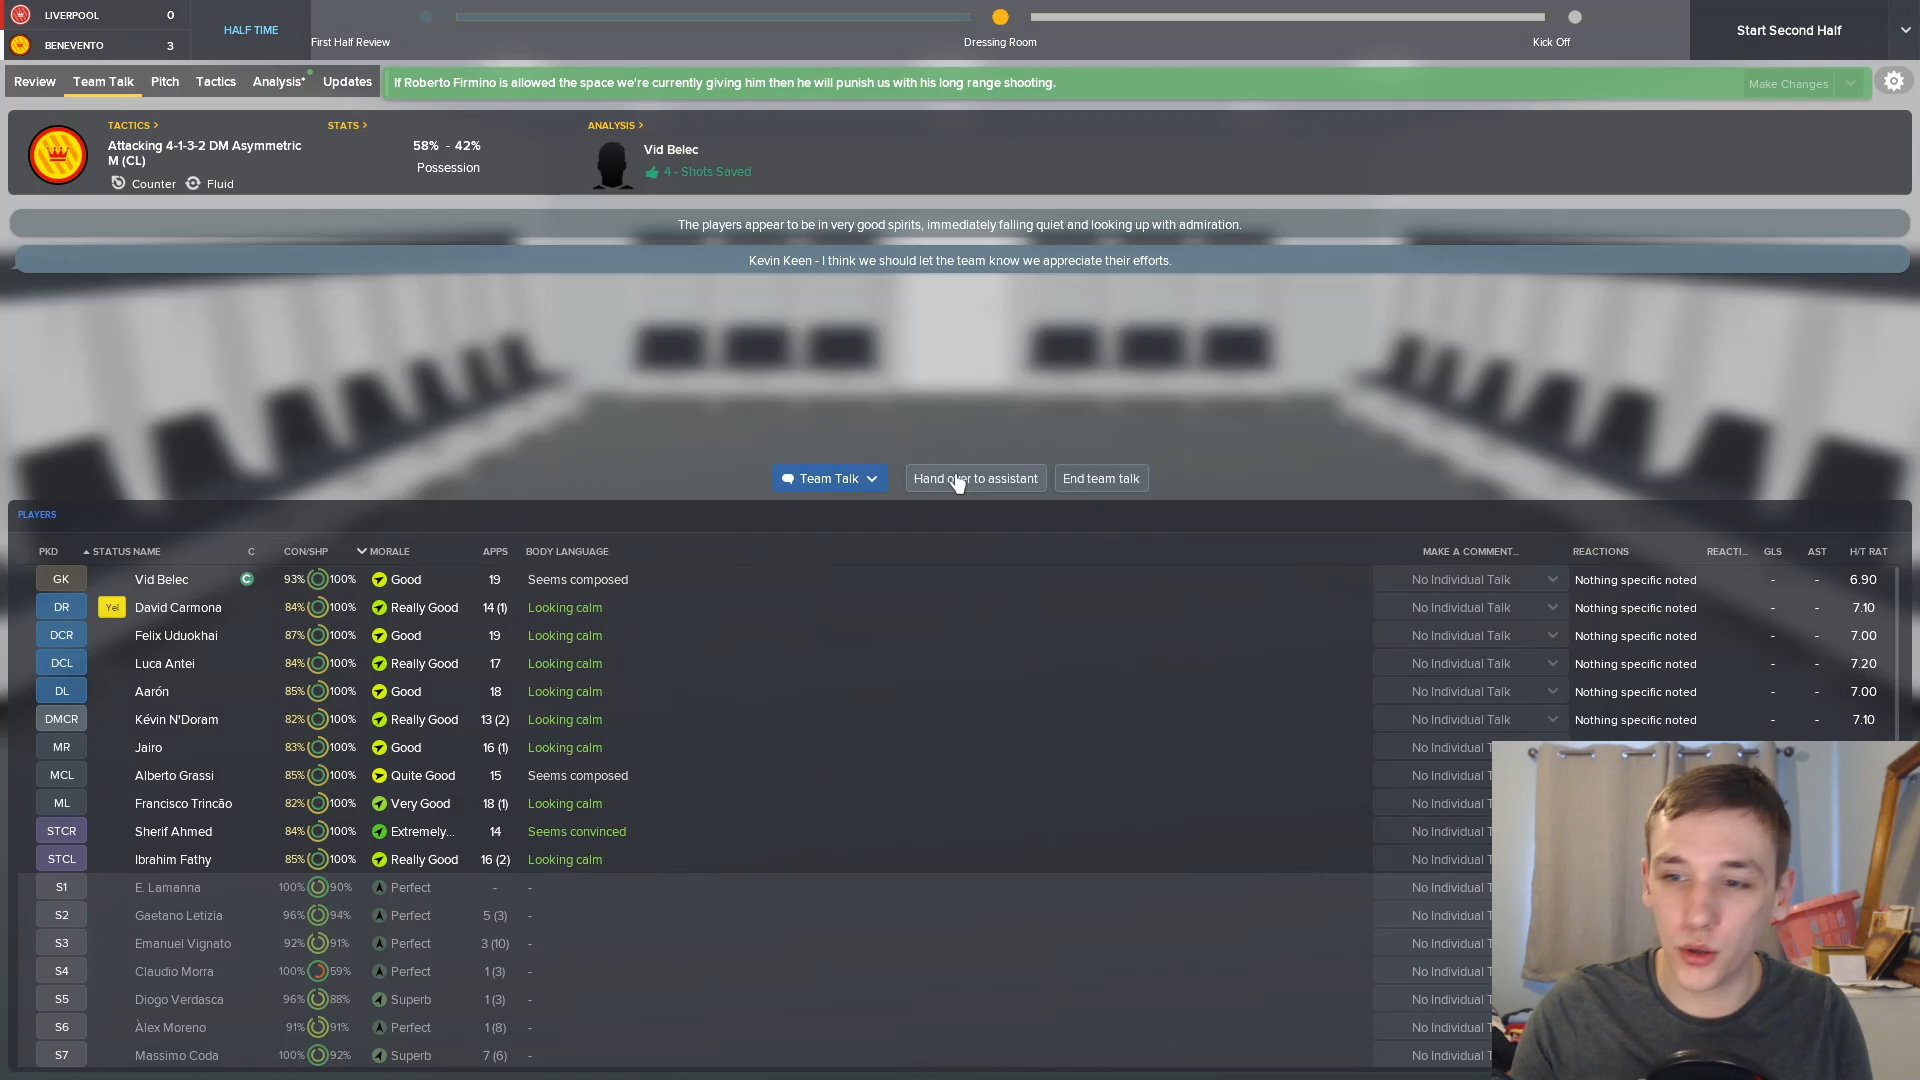 LIVERPOOL 0
BENEVENTO 3
HALF TIME
First Half Review
Dressing Room
Kick Off
Start Second Half
Review Team Talk Pitch Tactics Analysis* Updates
If Roberto Firmino is allowed the space we're currently giving him then he will punish us with his long range shooting.
Make Changes
TACTICS >
Attacking 4-1-3-2 DM Asymmetric
M (CL)
Counter Fluid
STATS >
58% - 42%
Possession
ANALYSIS >
Vid Belec
4 - Shots Saved
The players appear to be in very good spirits, immediately falling quiet and looking up with admiration.
Kevin Keen - I think we should let the team know we appreciate their efforts.
Team Talk Hand over to assistant End team talk
PLAYERS
PKD STATUS NAME C CON/SHP MORALE APPS BODY LANGUAGE MAKE A COMMENT... REACTIONS REACTI... GLS AST H/T RAT
GK Vid Belec C 93% 100% Good 19 Seems composed No Individual Talk Nothing specific noted - - 6.90
DR Yel David Carmona 84% 100% Really Good 14 (1) Looking calm No Individual Talk Nothing specific noted - - 7.10
DCR Felix Uduokhai 87% 100% Good 19 Looking calm No Individual Talk Nothing specific noted - - 7.00
DCL Luca Antei 84% 100% Really Good 17 Looking calm No Individual Talk Nothing specific noted - - 7.20
DL Aarón 85% 100% Good 18 Looking calm No Individual Talk Nothing specific noted - - 7.00
DMCR Kévin N'Doram 82% 100% Really Good 13 (2) Looking calm No Individual Talk Nothing specific noted - - 7.10
MR Jairo 83% 100% Good 16 (1) Looking calm No Individual T
MCL Alberto Grassi 85% 100% Quite Good 15 Seems composed No Individual T
ML Francisco Trincão 82% 100% Very Good 18 (1) Looking calm No Individual T
STCR Sherif Ahmed 84% 100% Extremely... 14 Seems convinced No Individual T
STCL Ibrahim Fathy 85% 100% Really Good 16 (2) Looking calm No Individual T
S1 E. Lamanna 100% 90% Perfect - - No Individual T
S2 Gaetano Letizia 96% 94% Perfect 5 (3) - No Individual T
S3 Emanuel Vignato 92% 91% Perfect 3 (10) - No Individual T
S4 Claudio Morra 100% 59% Perfect 1 (3) - No Individual T
S5 Diogo Verdasca 96% 88% Superb 1 (3) - No Individual T
S6 Àlex Moreno 91% 91% Perfect 1 (8) - No Individual T
S7 Massimo Coda 100% 92% Superb 7 (6) - No Individual T